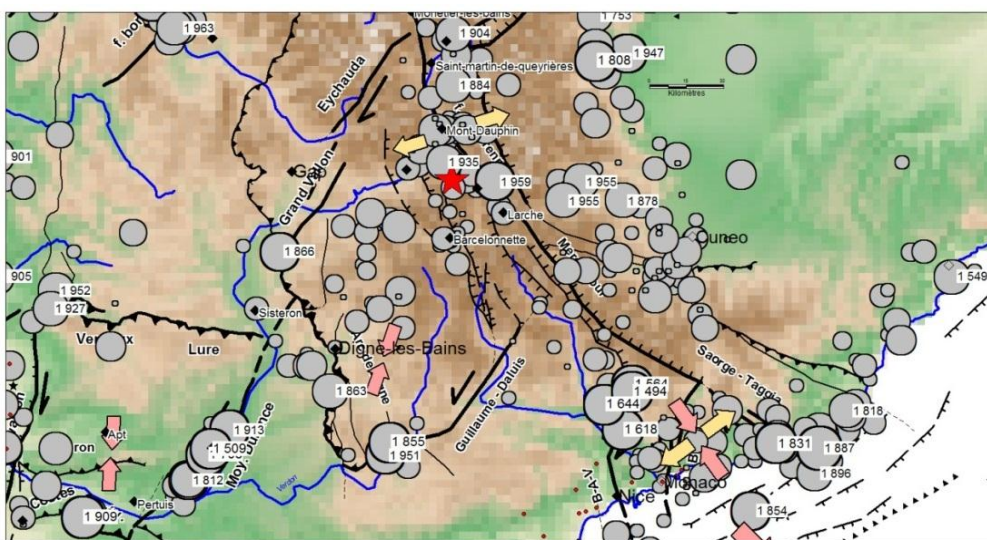 Monêtier-les-bains
f. bor
1 963
1 904
1 753
1 947
Saint-martin-de-queyrières
1 808
Eychauda
1 884
Kilomètres
Mont-Dauphin
901
1 935
Gap
Grand Vallon
1 959
1 955
1 955
1 878
Larche
Barcelonnette
Cuneo
1 866
905
1 549
1 952
1 927
Sisteron
Lure
Digne-les-Bains
Saorge - Taggia
1 863
Guillaume - Daluis
1 564
1 494
1 644
1 818
1 913
1 618
1 855
1 831
1 887
Apt
1 509
1 951
1 896
Moy. Durance
1 812
Verdon
Monaco
Nice
Pertuis
B-A-V
1 909
1 854